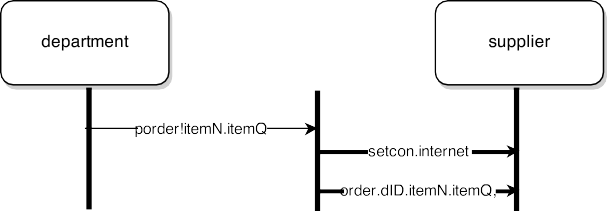 department
supplier
porder!itemN.itemQ
setcon.internet
order.dID.itemN.itemQ,